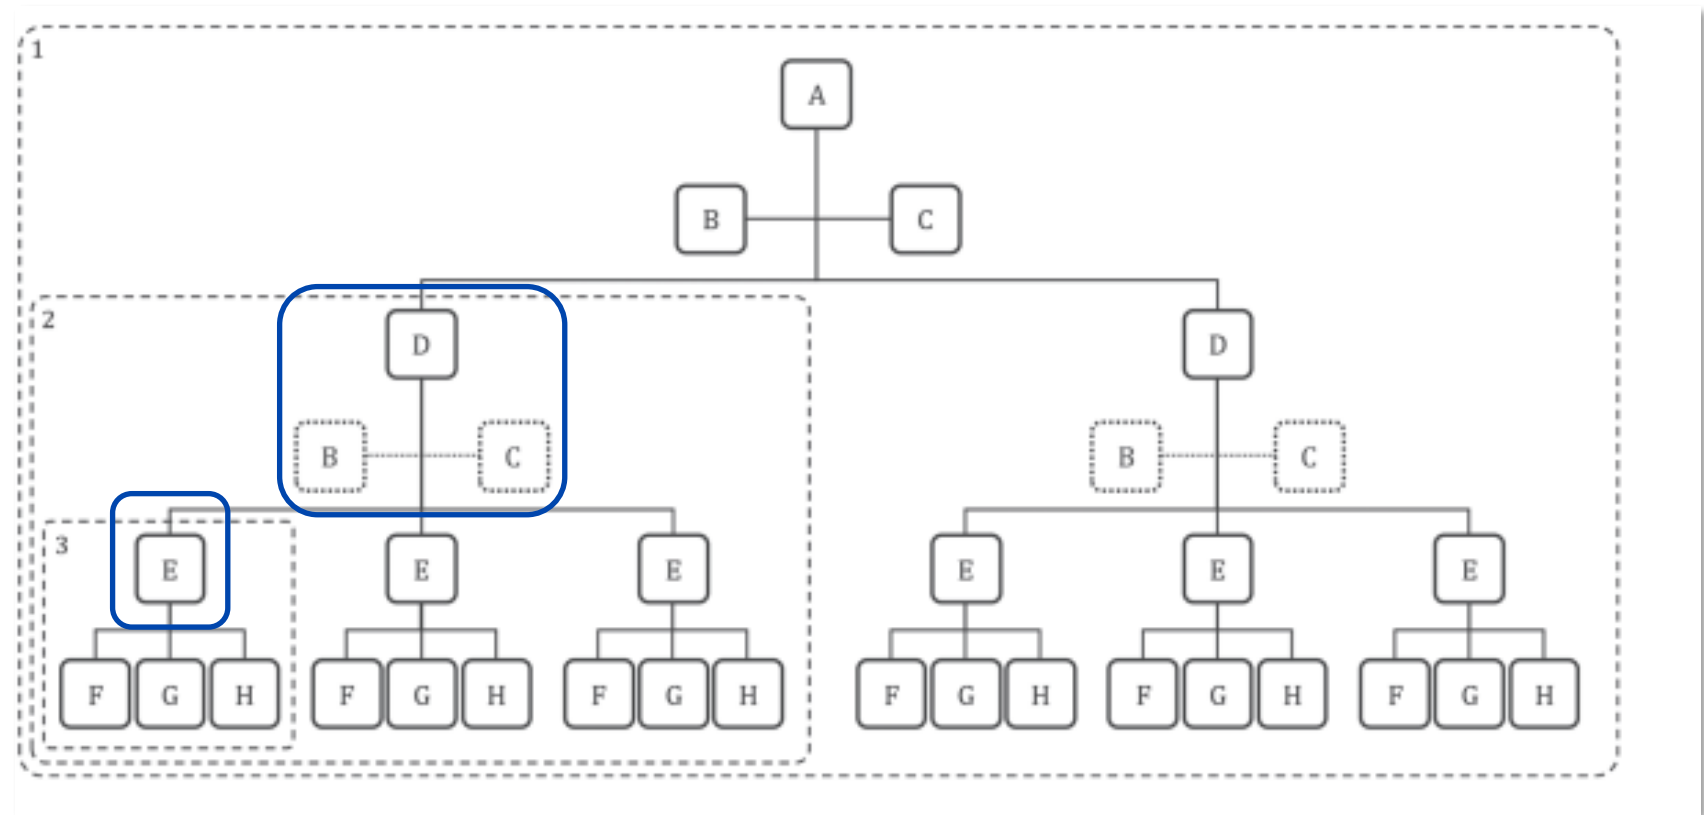 1
A
B C
2
D D
B C B C
3
E E E E E E
F G H F G H F G H F G H F G H F G H